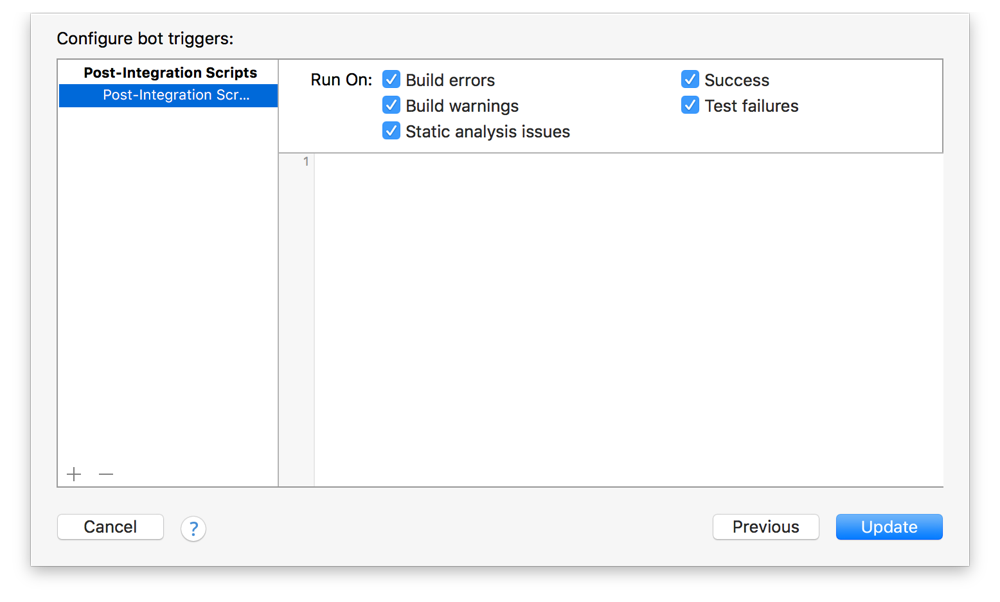 Configure bot triggers:
Post-Integration Scripts
Post-Integration Scr...
Run On: Build errors
Success
Build warnings
Test failures
Static analysis issues
1
Cancel
?
Previous
Update